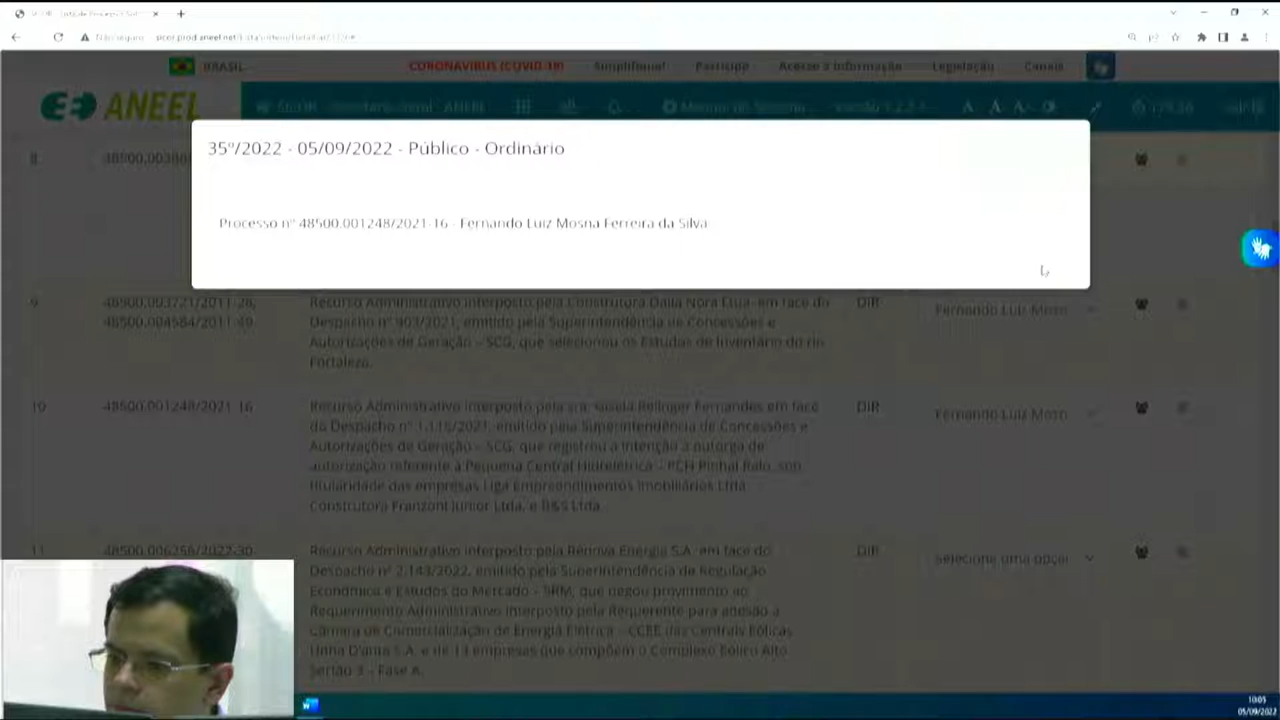 BRASIL
CORONAVÍRUS (COVID-19)
Simplifique!
Participe
Acesso à informação
Legislação
Canais
ANEEL
35º/2022 - 05/09/2022 - Público - Ordinário
Processo nº 48500.001248/2021-16 - Fernando Luiz Mosna Ferreira da Silva
8
9
48500.003721/2011-28,
48500.004584/2011-49
Recurso Administrativo interposto pela Construtora Dalla Nora Ltda. em face do
Despacho nº 903/2021, emitido pela Superintendência de Concessões e
Autorizações de Geração – SCG, que selecionou os Estudos de Inventário do rio
Fortaleza.
DIR
Fernando Luiz Mosn
10
48500.001248/2021-16
Recurso Administrativo interposto pela Sra. Gisela Fernandes em face
do Despacho nº 1.115/2021, emitido pela Superintendência de Concessões e
Autorizações de Geração – SCG, que registrou a intenção à outorga de
autorização referente à Pequena Central Hidrelétrica – PCH Pinhal Ralo, sob
titularidade das empresas Liga Empreendimentos Imobiliários Ltda.
Construtora Franzoni Júnior Ltda. e B&S Ltda.
DIR
Fernando Luiz Mosn
11
48500.006256/2022-30
Recurso Administrativo interposto pela Renova Energia S.A. em face do
Despacho nº 2.143/2022, emitido pela Superintendência de Regulação
Econômica e Estudos do Mercado – SRM, que negou provimento ao
Requerimento Administrativo interposto pela Requerente para adesão à
Câmara de Comercialização de Energia Elétrica – CCEE das Centrais Eólicas
Unha D'anta S.A. e de 13 empresas que compõem o Complexo Eólico Alto
Sertão 3 – Fase A.
DIR
Selecione uma opção
10:05
05/09/2022